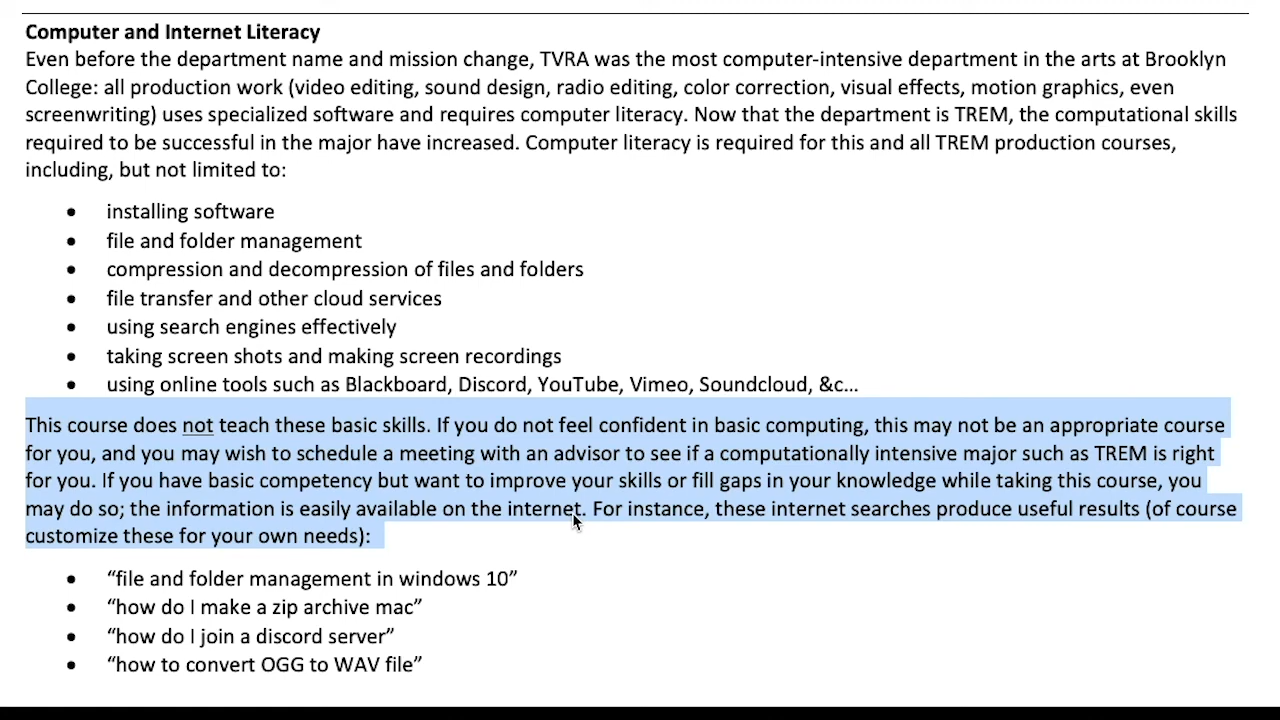 Computer and Internet Literacy
Even before the department name and mission change, TVRA was the most computer-intensive department in the arts at Brooklyn
College: all production work (video editing, sound design, radio editing, color correction, visual effects, motion graphics, even
screenwriting) uses specialized software and requires computer literacy. Now that the department is TREM, the computational skills
required to be successful in the major have increased. Computer literacy is required for this and all TREM production courses,
including, but not limited to:
• installing software
• file and folder management
• compression and decompression of files and folders
• file transfer and other cloud services
• using search engines effectively
• taking screen shots and making screen recordings
• using online tools such as Blackboard, Discord, YouTube, Vimeo, Soundcloud, &c...
This course does not teach these basic skills. If you do not feel confident in basic computing, this may not be an appropriate course
for you, and you may wish to schedule a meeting with an advisor to see if a computationally intensive major such as TREM is right
for you. If you have basic competency but want to improve your skills or fill gaps in your knowledge while taking this course, you
may do so; the information is easily available on the internet. For instance, these internet searches produce useful results (of course
customize these for your own needs):
• “file and folder management in windows 10”
• “how do I make a zip archive mac”
• “how do I join a discord server”
• “how to convert OGG to WAV file”